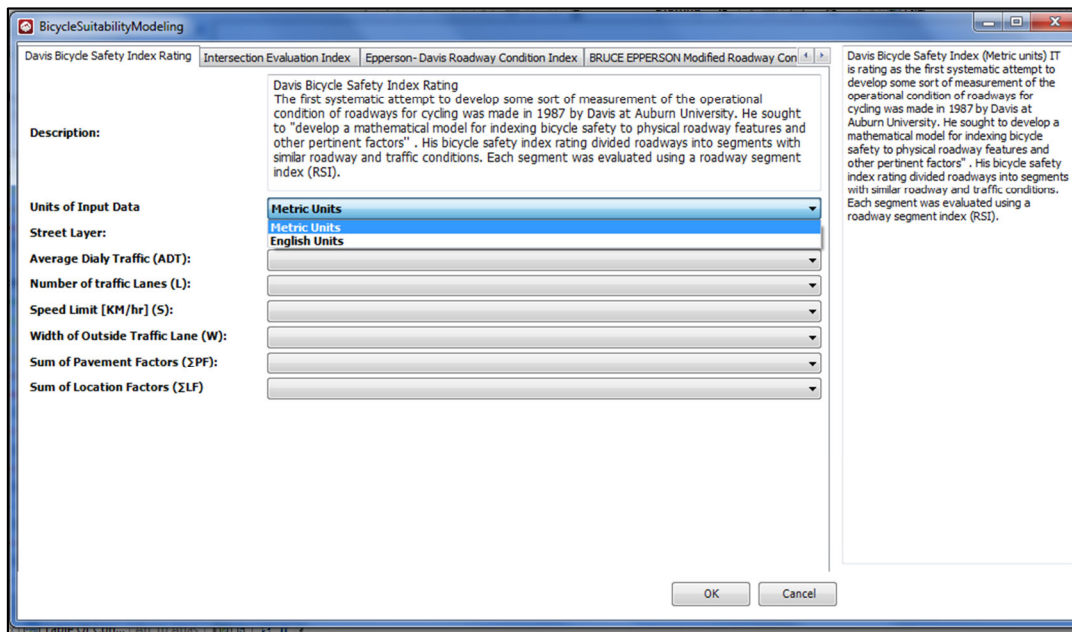 BicycleSuitabilityModeling
Davis Bicycle Safety Index Rating
Intersection Evaluation Index
Epperson- Davis Roadway Condition Index
BRUCE EPPERSON Modified Roadway Con
Description:
Davis Bicycle Safety Index Rating
The first systematic attempt to develop some sort of measurement of the operational
condition of roadways for cycling was made in 1987 by Davis at Auburn University. He sought
to "develop a mathematical model for indexing bicycle safety to physical roadway features and
other pertinent factors" . His bicycle safety index rating divided roadways into segments with
similar roadway and traffic conditions. Each segment was evaluated using a roadway segment
index (RSI).
Units of Input Data
Metric Units
Metric Units
English Units
Street Layer:
Average Dialy Traffic (ADT):
Number of traffic Lanes (L):
Speed Limit [KM/hr] (S):
Width of Outside Traffic Lane (W):
Sum of Pavement Factors (ΣPF):
Sum of Location Factors (ΣLF)
Davis Bicycle Safety Index (Metric units) IT
is rating as the first systematic attempt to
develop some sort of measurement of the
operational condition of roadways for
cycling was made in 1987 by Davis at
Auburn University. He sought to "develop a
mathematical model for indexing bicycle
safety to physical roadway features and
other pertinent factors" . His bicycle safety
index rating divided roadways into segments
with similar roadway and traffic conditions.
Each segment was evaluated using a
roadway segment index (RSI).
OK
Cancel